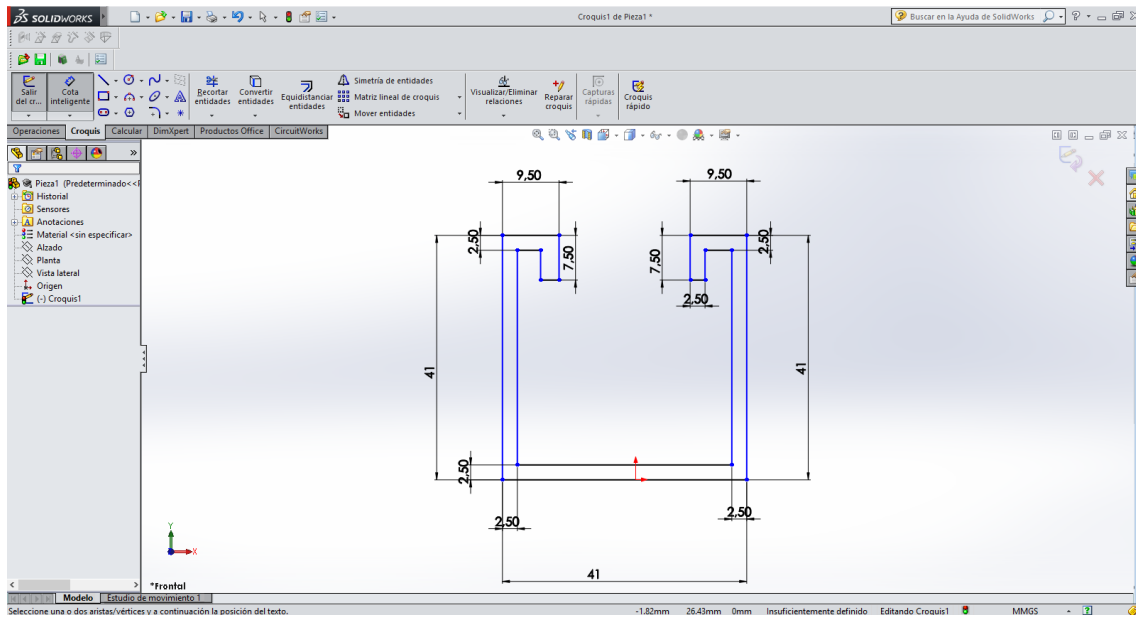 SOLIDWORKS
Croquis1 de Pieza1 *
Buscar en la Ayuda de SolidWorks
Salir del cr...
Cota inteligente
Recortar entidades
Convertir entidades
Equidistanciar entidades
Simetría de entidades
Matriz lineal de croquis
Mover entidades
Visualizar/Eliminar relaciones
Reparar croquis
Capturas rápidas
Croquis rápido
Operaciones Croquis Calcular DimXpert Productos Office CircuitWorks
Pieza1 (Predeterminado<<
Historial
Sensores
Anotaciones
Material <sin especificar>
Alzado
Planta
Vista lateral
Origen
(-) Croquis1
9,50
9,50
2,50
7,50
7,50
2,50
2,50
41
41
2,50
2,50
2,50
41
Y
X
*Frontal
Modelo Estudio de movimiento 1
Seleccione una o dos aristas/vértices y a continuación la posición del texto.
-1.82mm 26.43mm 0mm Insuficientemente definido Editando Croquis1 MMGS